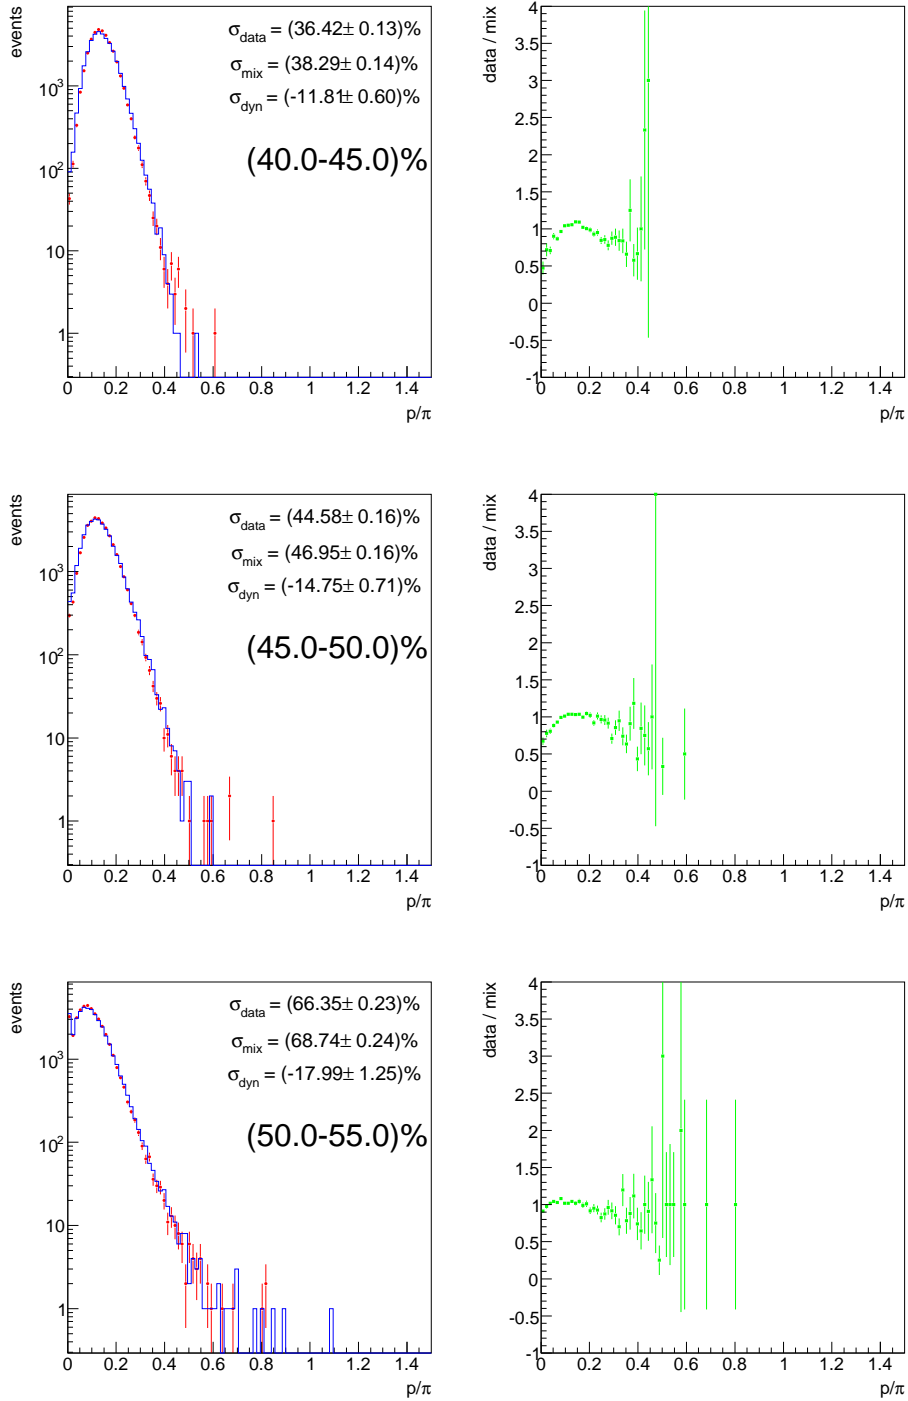 events
σdata = (36.42± 0.13)%
σmix = (38.29± 0.14)%
σdyn = (-11.81± 0.60)%
(40.0-45.0)%
10³
10²
10
1
0 0.2 0.4 0.6 0.8 1 1.2 1.4
p/π
data / mix
4
3.5
3
2.5
2
1.5
1
0.5
0
-0.5
-1
0 0.2 0.4 0.6 0.8 1 1.2 1.4
p/π
events
σdata = (44.58± 0.16)%
σmix = (46.95± 0.16)%
σdyn = (-14.75± 0.71)%
(45.0-50.0)%
10³
10²
10
1
0 0.2 0.4 0.6 0.8 1 1.2 1.4
p/π
data / mix
4
3.5
3
2.5
2
1.5
1
0.5
0
-0.5
-1
0 0.2 0.4 0.6 0.8 1 1.2 1.4
p/π
events
σdata = (66.35± 0.23)%
σmix = (68.74± 0.24)%
σdyn = (-17.99± 1.25)%
(50.0-55.0)%
10³
10²
10
1
0 0.2 0.4 0.6 0.8 1 1.2 1.4
p/π
data / mix
4
3.5
3
2.5
2
1.5
1
0.5
0
-0.5
-1
0 0.2 0.4 0.6 0.8 1 1.2 1.4
p/π